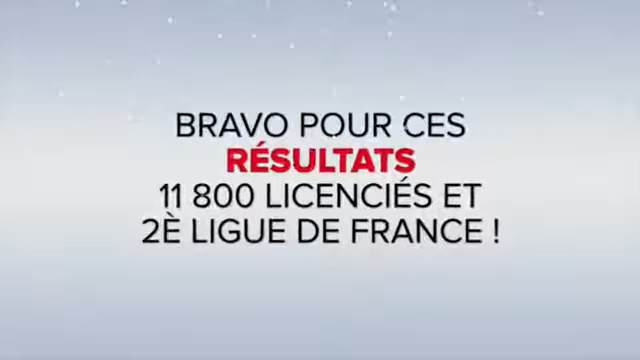 BRAVO POUR CES
RÉSULTATS
11 800 LICENCIÉS ET
2È LIGUE DE FRANCE !